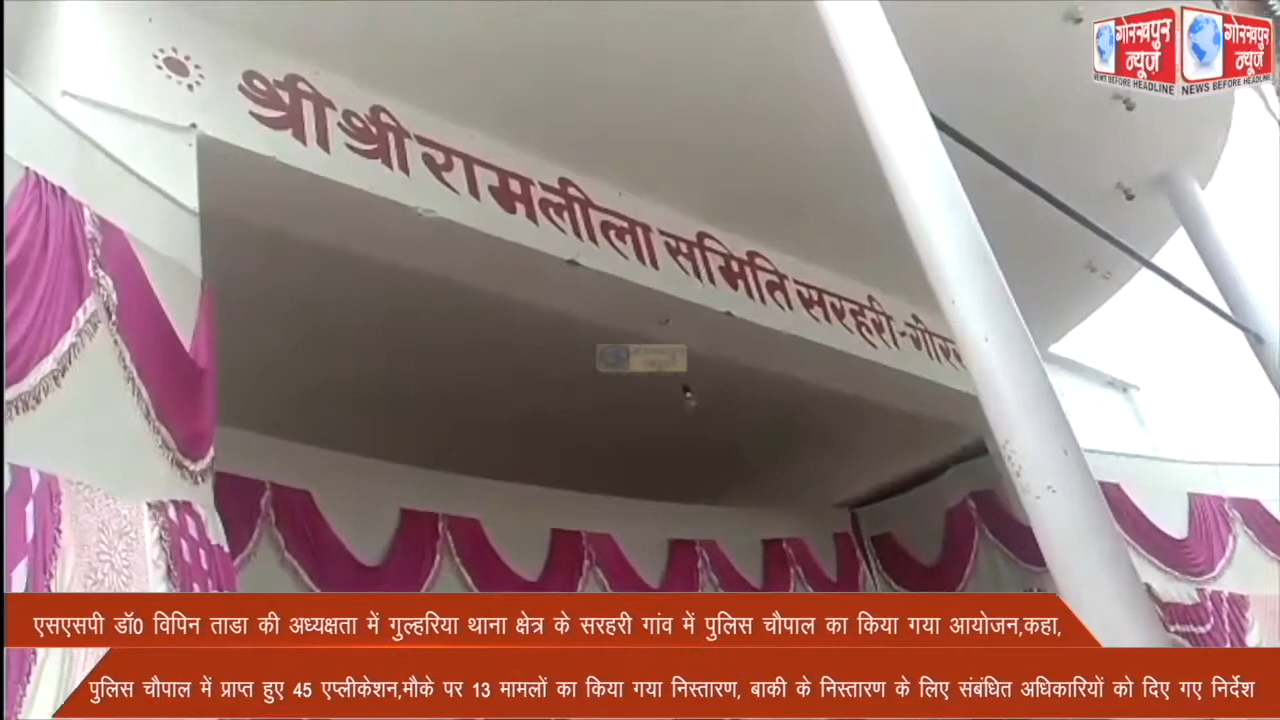 गोरखपुर
न्यूज़
NEWS BEFORE HEADLINE
गोरखपुर
न्यूज़
NEWS BEFORE HEADLINE
श्री श्री रामलीला समिति सरहरी-
एसएसपी डॉ0 विपिन ताडा की अध्यक्षता में गुल्हरिया थाना क्षेत्र के सरहरी गांव में पुलिस चौपाल का किया गया आयोजन,कहा,
पुलिस चौपाल में प्राप्त हुए 45 एप्लीकेशन,मौके पर 13 मामलों का किया गया निस्तारण, बाकी के निस्तारण के लिए संबंधित अधिकारियों को दिए गए निर्देश